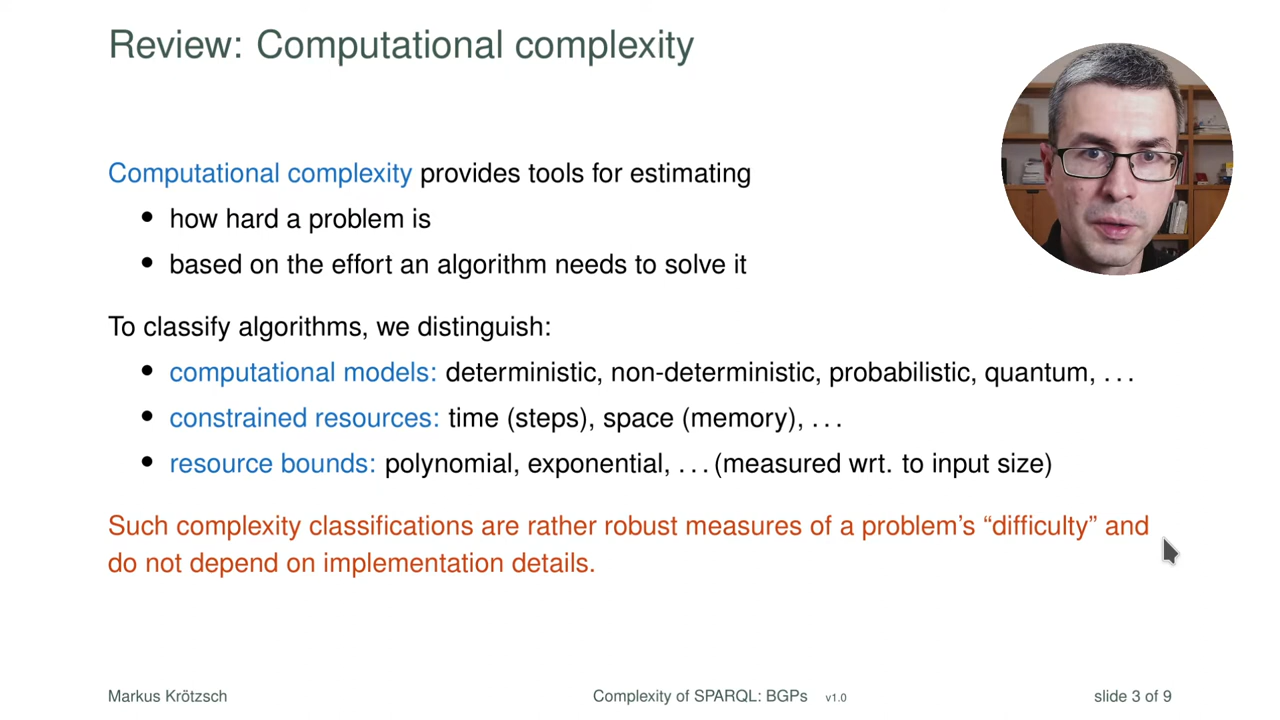 Review: Computational complexity
Computational complexity provides tools for estimating
• how hard a problem is
• based on the effort an algorithm needs to solve it
To classify algorithms, we distinguish:
• computational models: deterministic, non-deterministic, probabilistic, quantum, . . .
• constrained resources: time (steps), space (memory), . . .
• resource bounds: polynomial, exponential, . . . (measured wrt. to input size)
Such complexity classifications are rather robust measures of a problem’s “difficulty” and
do not depend on implementation details.
Markus Krötzsch Complexity of SPARQL: BGPs v1.0 slide 3 of 9